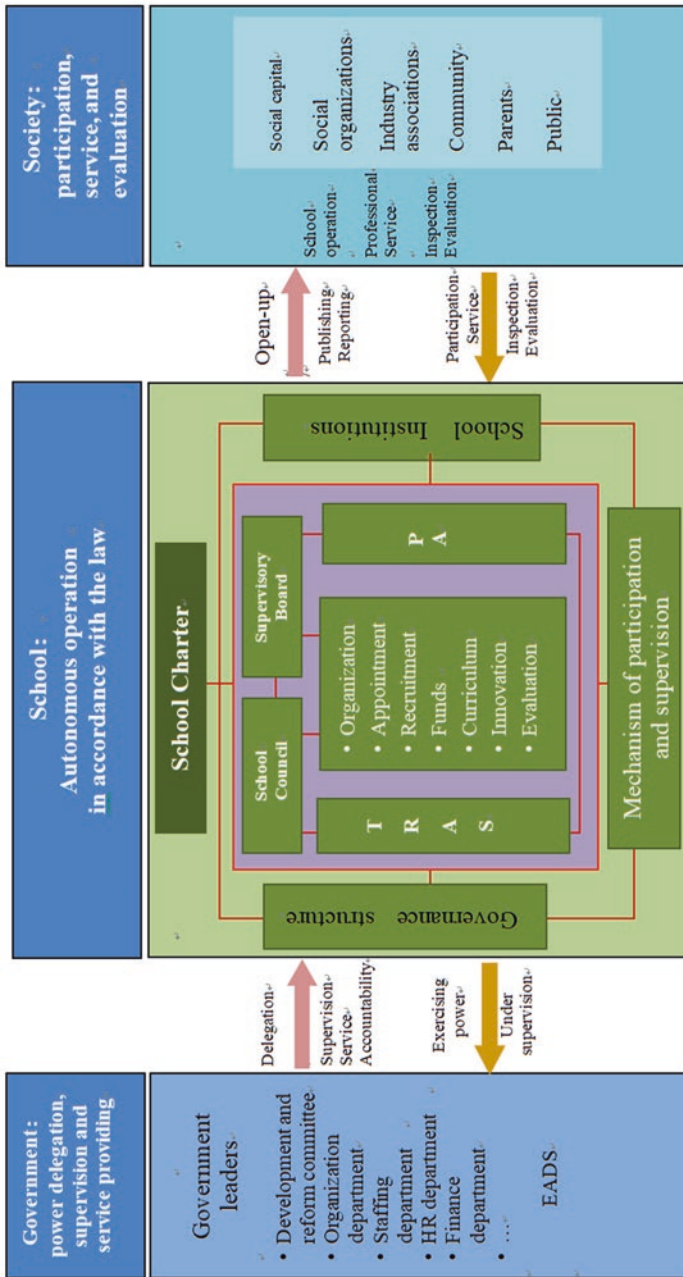 Government:
power delegation,
supervision and
service providing
Government
leaders
• Development and
reform committee
• Organization
department
• Staffing
department
• HR department
• Finance
department
• …
EADS
Delegation
Supervision
Service
Accountability
Exercising
power
Under
supervision
School:
Autonomous operation
in accordance with the law
School Charter
Governance structure
School
Council
Supervisory
Board
T
R
A
S
• Organization
• Appointment
• Recruitment
• Funds
• Curriculum
• Innovation
• Evaluation
P
A
School Institutions
Mechanism of participation
and supervision
Open-up
Publishing
Reporting
Participation
Service
Inspection
Evaluation
Society:
participation,
service, and
evaluation
School
operation
Professional
Service
Inspection
Evaluation
Social capital
Social
organizations
Industry
associations
Community
Parents
Public